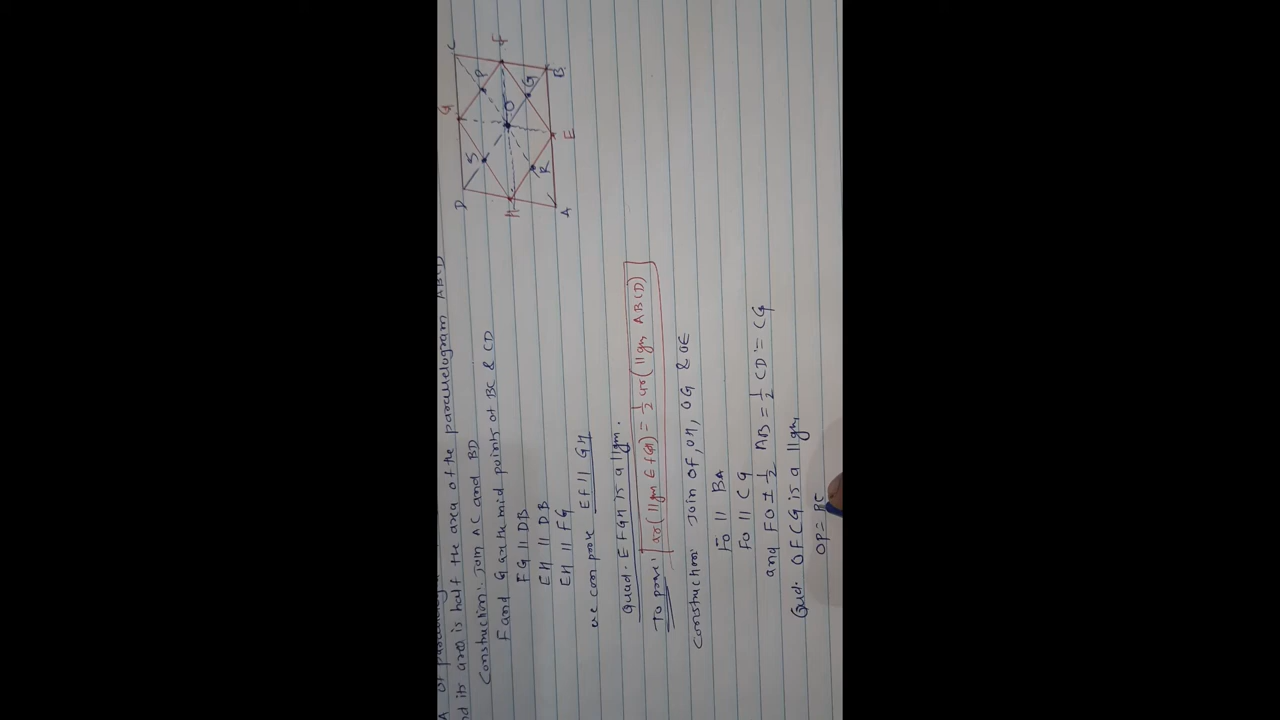 and its area is half the area of the parallelogram ABCD
Construction:- Join AC and BD
F and G are the mid points of BC & CD
FG || DB
EH || DB
EH || FG
we can prove EF || GH
Quad. EFGH is a ||gm.
To prove: ar(||gm EFGH) = 1/2 ar(||gm ABCD)
Construction: Join OF, OH, OG & OE
FO || BA
FO || CG
and FO = 1/2 AB = 1/2 CD = CG
Quad. OFCG is a ||gm
OP = PC
D
G
C
S
P
H
O
F
R
G
A
E
B